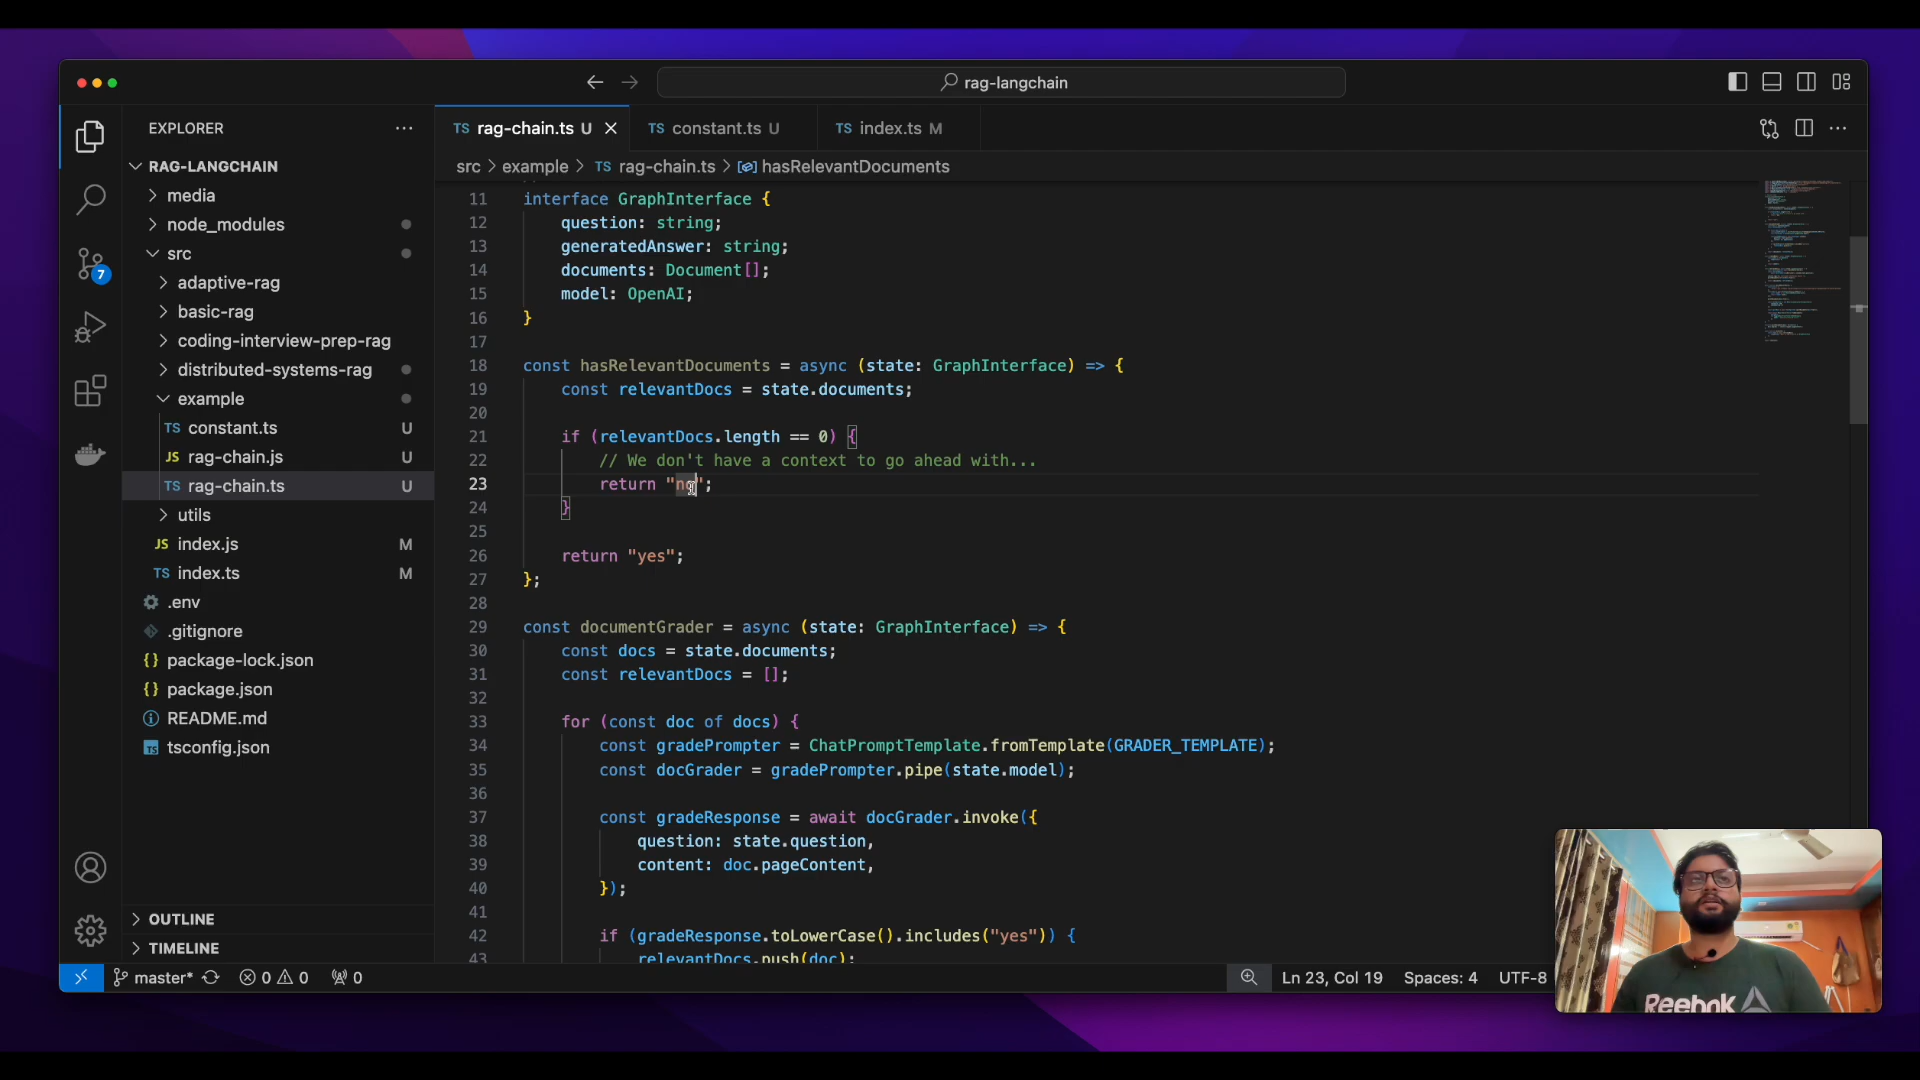 rag-langchain
EXPLORER
RAG-LANGCHAIN
media
node_modules
src
adaptive-rag
basic-rag
coding-interview-prep-rag
distributed-systems-rag
example
TS constant.ts U
JS rag-chain.js U
TS rag-chain.ts U
utils
JS index.js M
TS index.ts M
.env
.gitignore
{} package-lock.json
{} package.json
README.md
TS tsconfig.json
OUTLINE
TIMELINE
7
TS rag-chain.ts U
TS constant.ts U
TS index.ts M
src > example > TS rag-chain.ts > hasRelevantDocuments
11 interface GraphInterface {
12 question: string;
13 generatedAnswer: string;
14 documents: Document[];
15 model: OpenAI;
16 }
17
18 const hasRelevantDocuments = async (state: GraphInterface) => {
19 const relevantDocs = state.documents;
20
21 if (relevantDocs.length == 0) {
22 // We don't have a context to go ahead with...
23 return "no";
24 }
25
26 return "yes";
27 };
28
29 const documentGrader = async (state: GraphInterface) => {
30 const docs = state.documents;
31 const relevantDocs = [];
32
33 for (const doc of docs) {
34 const gradePrompter = ChatPromptTemplate.fromTemplate(GRADER_TEMPLATE);
35 const docGrader = gradePrompter.pipe(state.model);
36
37 const gradeResponse = await docGrader.invoke({
38 question: state.question,
39 content: doc.pageContent,
40 });
41
42 if (gradeResponse.toLowerCase().includes("yes")) {
43 relevantDocs.push(doc);
master* 0 0 0
Ln 23, Col 19 Spaces: 4 UTF-8
Reebok